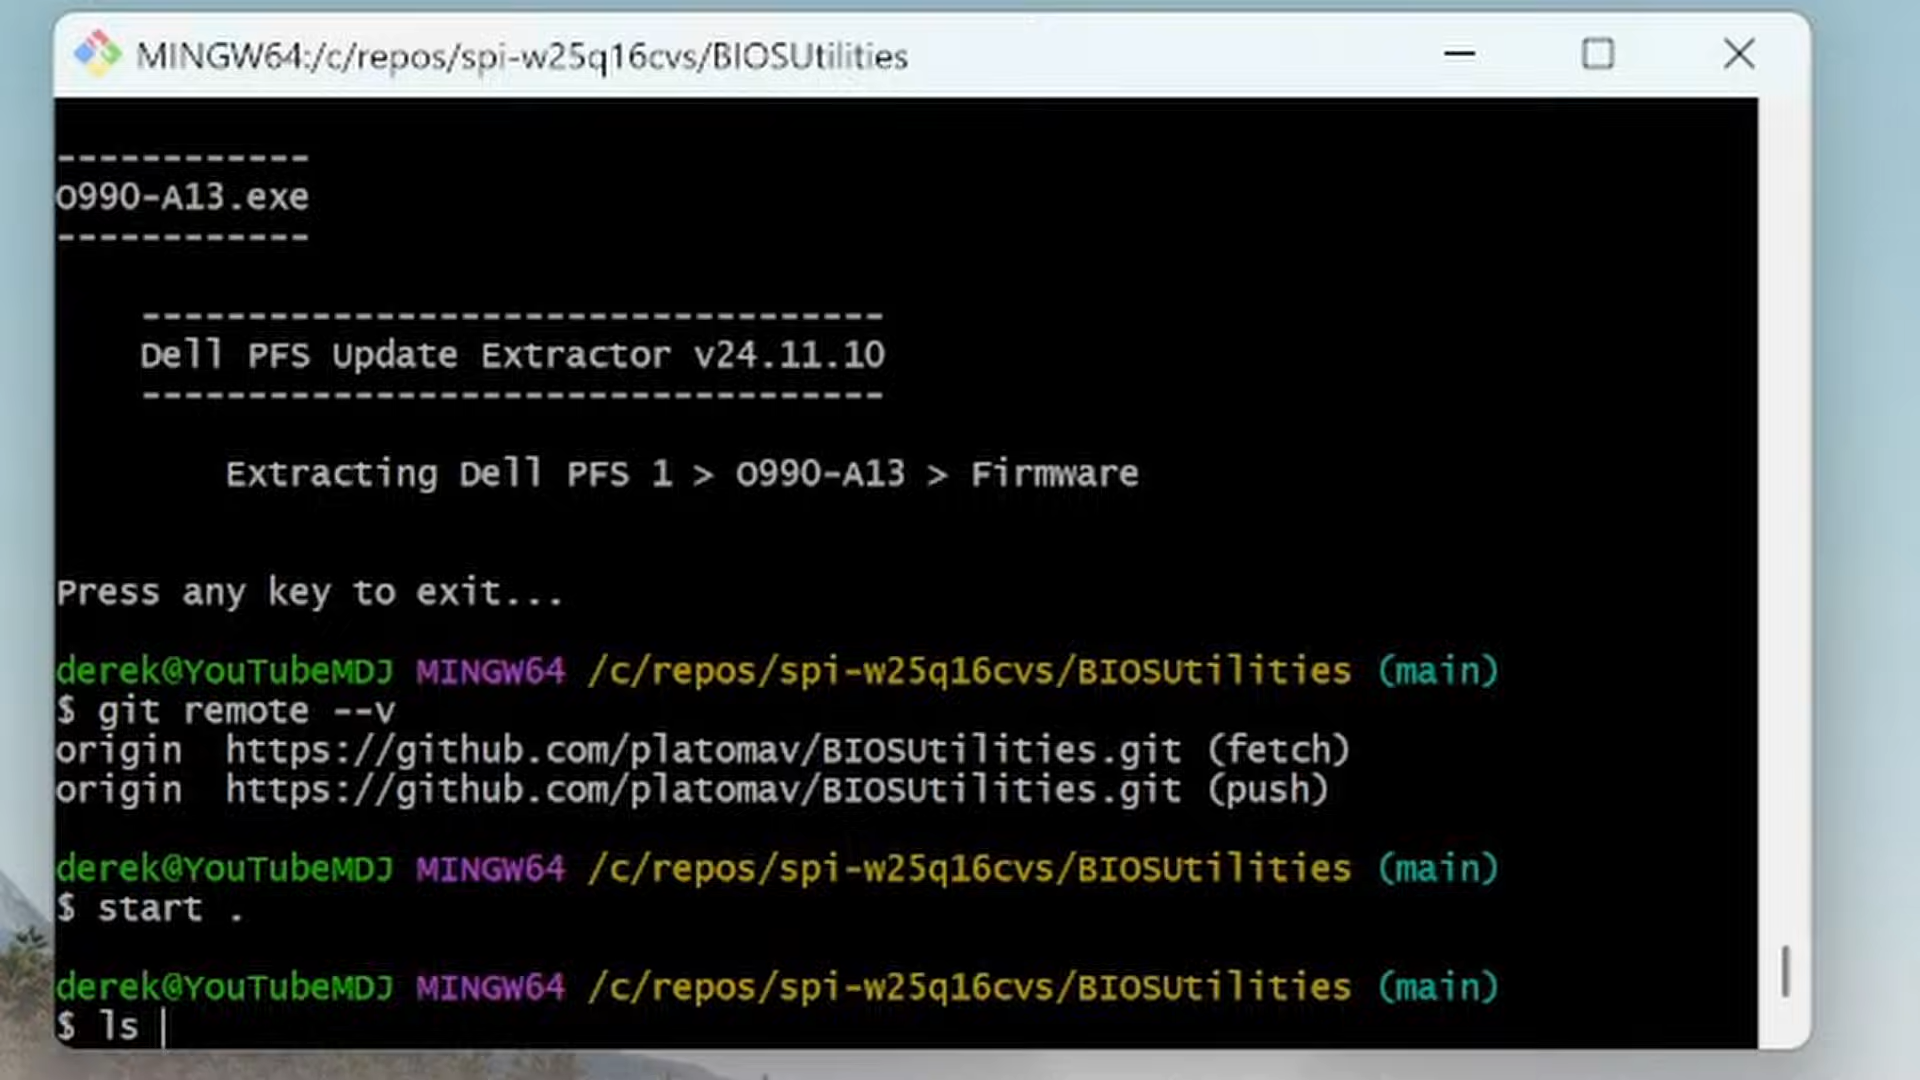 MINGW64:/c/repos/spi-w25q16cvs/BIOSUtilities
------------
O990-A13.exe
------------
-----------------------------------
Dell PFS Update Extractor v24.11.10
-----------------------------------
Extracting Dell PFS 1 > O990-A13 > Firmware
Press any key to exit...
derek@YouTubeMDJ MINGW64 /c/repos/spi-w25q16cvs/BIOSUtilities (main)
$ git remote --v
origin  https://github.com/platomav/BIOSUtilities.git (fetch)
origin  https://github.com/platomav/BIOSUtilities.git (push)
derek@YouTubeMDJ MINGW64 /c/repos/spi-w25q16cvs/BIOSUtilities (main)
$ start .
derek@YouTubeMDJ MINGW64 /c/repos/spi-w25q16cvs/BIOSUtilities (main)
$ ls